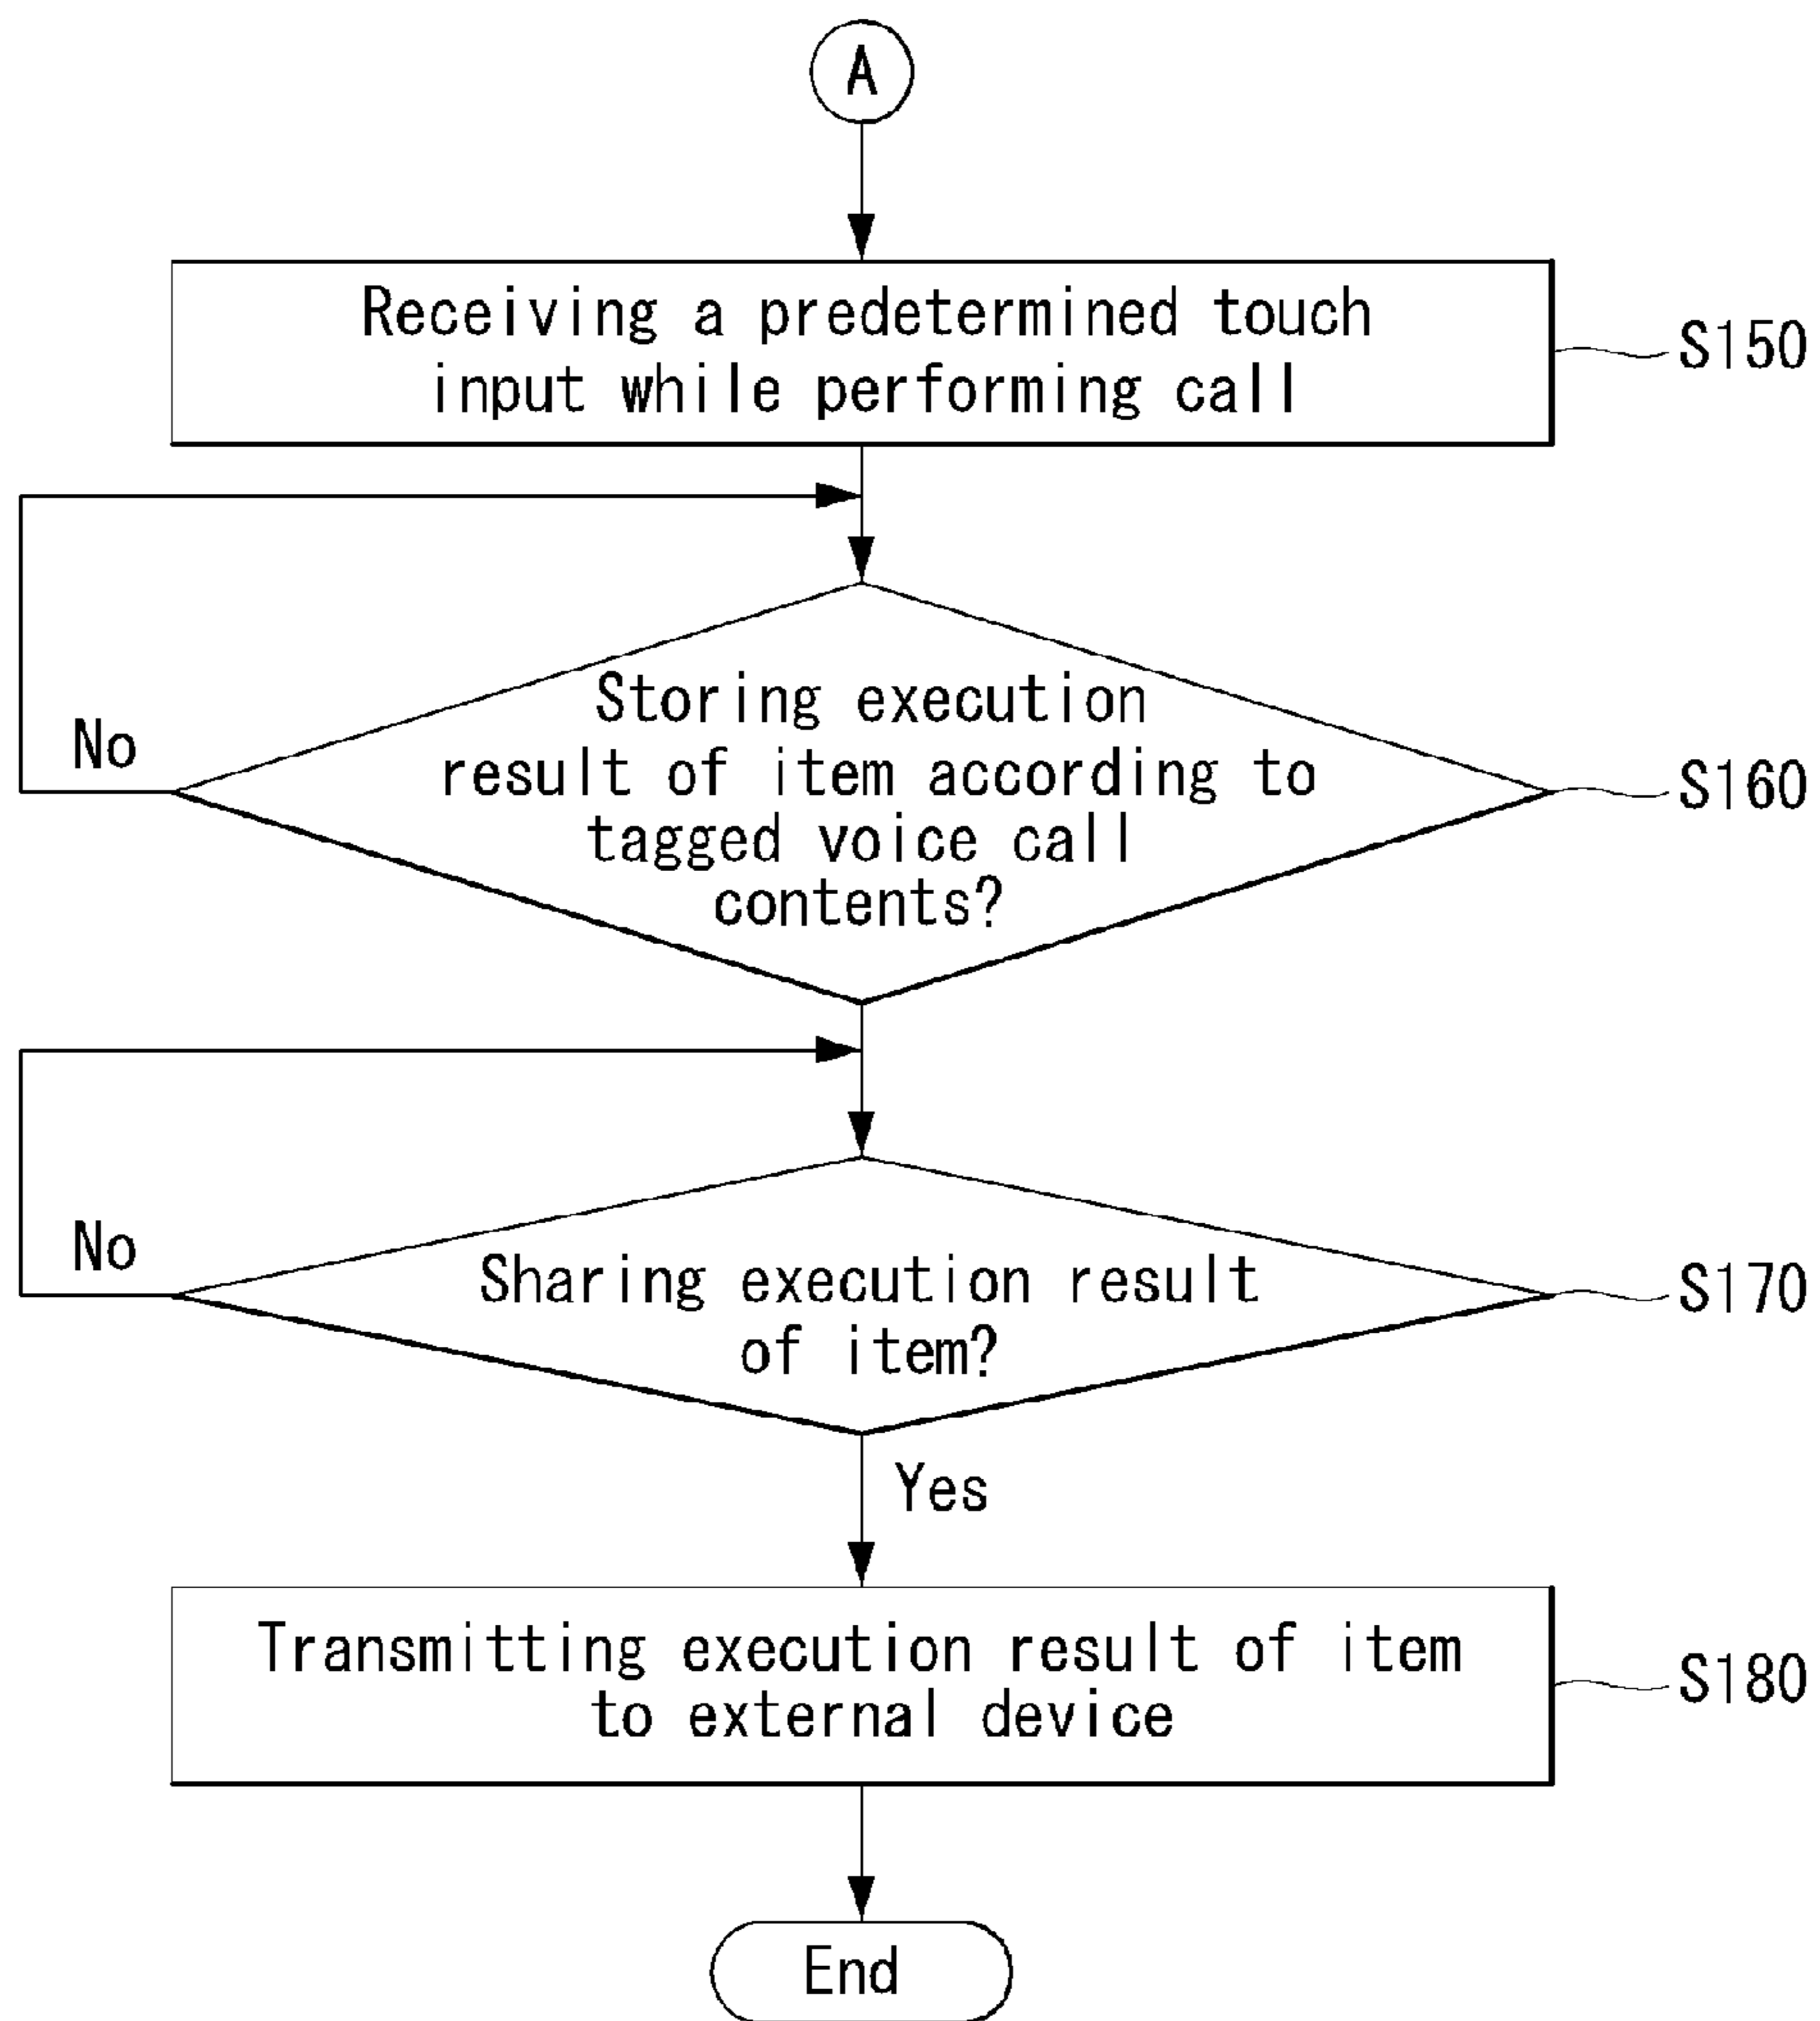 A
Receiving a predetermined touch
input while performing call
S150
Storing execution
result of item according to
tagged voice call
contents?
No
S160
Sharing execution result
of item?
No
S170
Yes
Transmitting execution result of item
to external device
S180
End